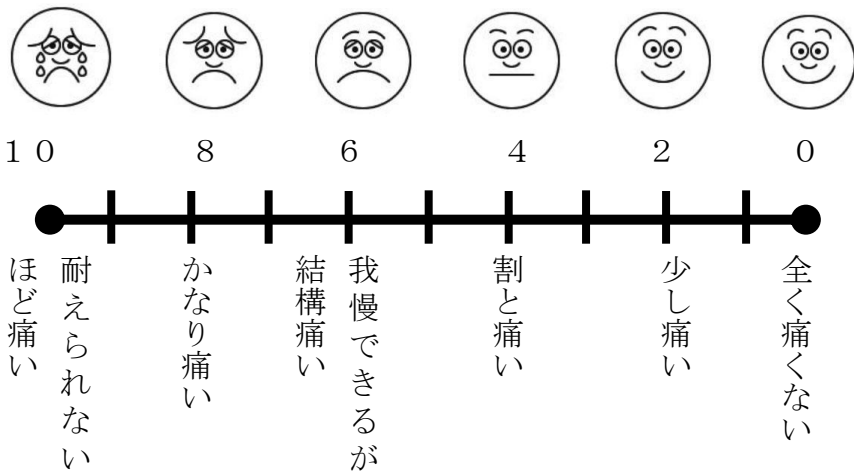 10 8 6 4 2 0
耐えられない
ほど痛い
かなり痛い
我慢できるが
結構痛い
割と痛い
少し痛い
全く痛くない